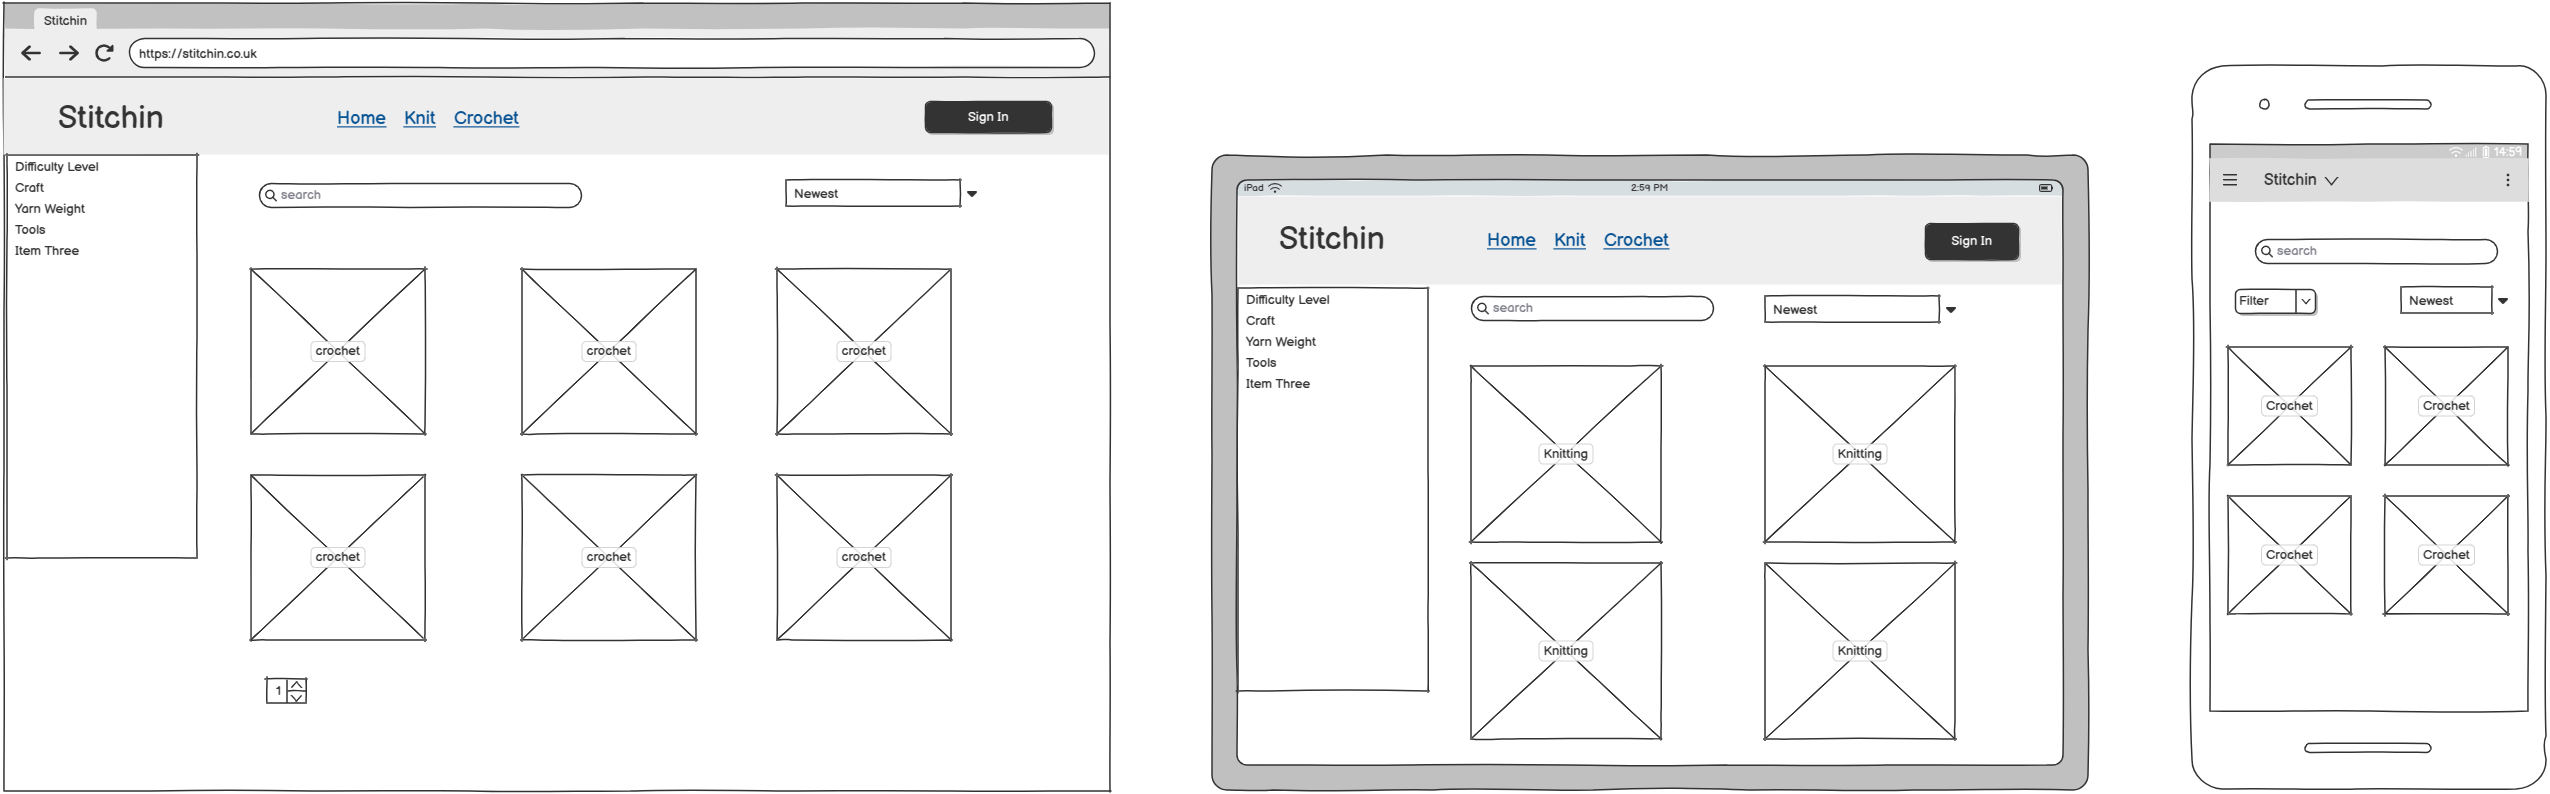 Stitchin
https://stitchin.co.uk
Stitchin
Home Knit Crochet
Sign In
Difficulty Level
Craft
Yarn Weight
Tools
Item Three
search
Newest
crochet
crochet
crochet
crochet
crochet
crochet
1
iPad
2:59 PM
Stitchin
Home Knit Crochet
Sign In
Difficulty Level
Craft
Yarn Weight
Tools
Item Three
search
Newest
Knitting
Knitting
Knitting
Knitting
14:59
Stitchin
search
Filter
Newest
Crochet
Crochet
Crochet
Crochet